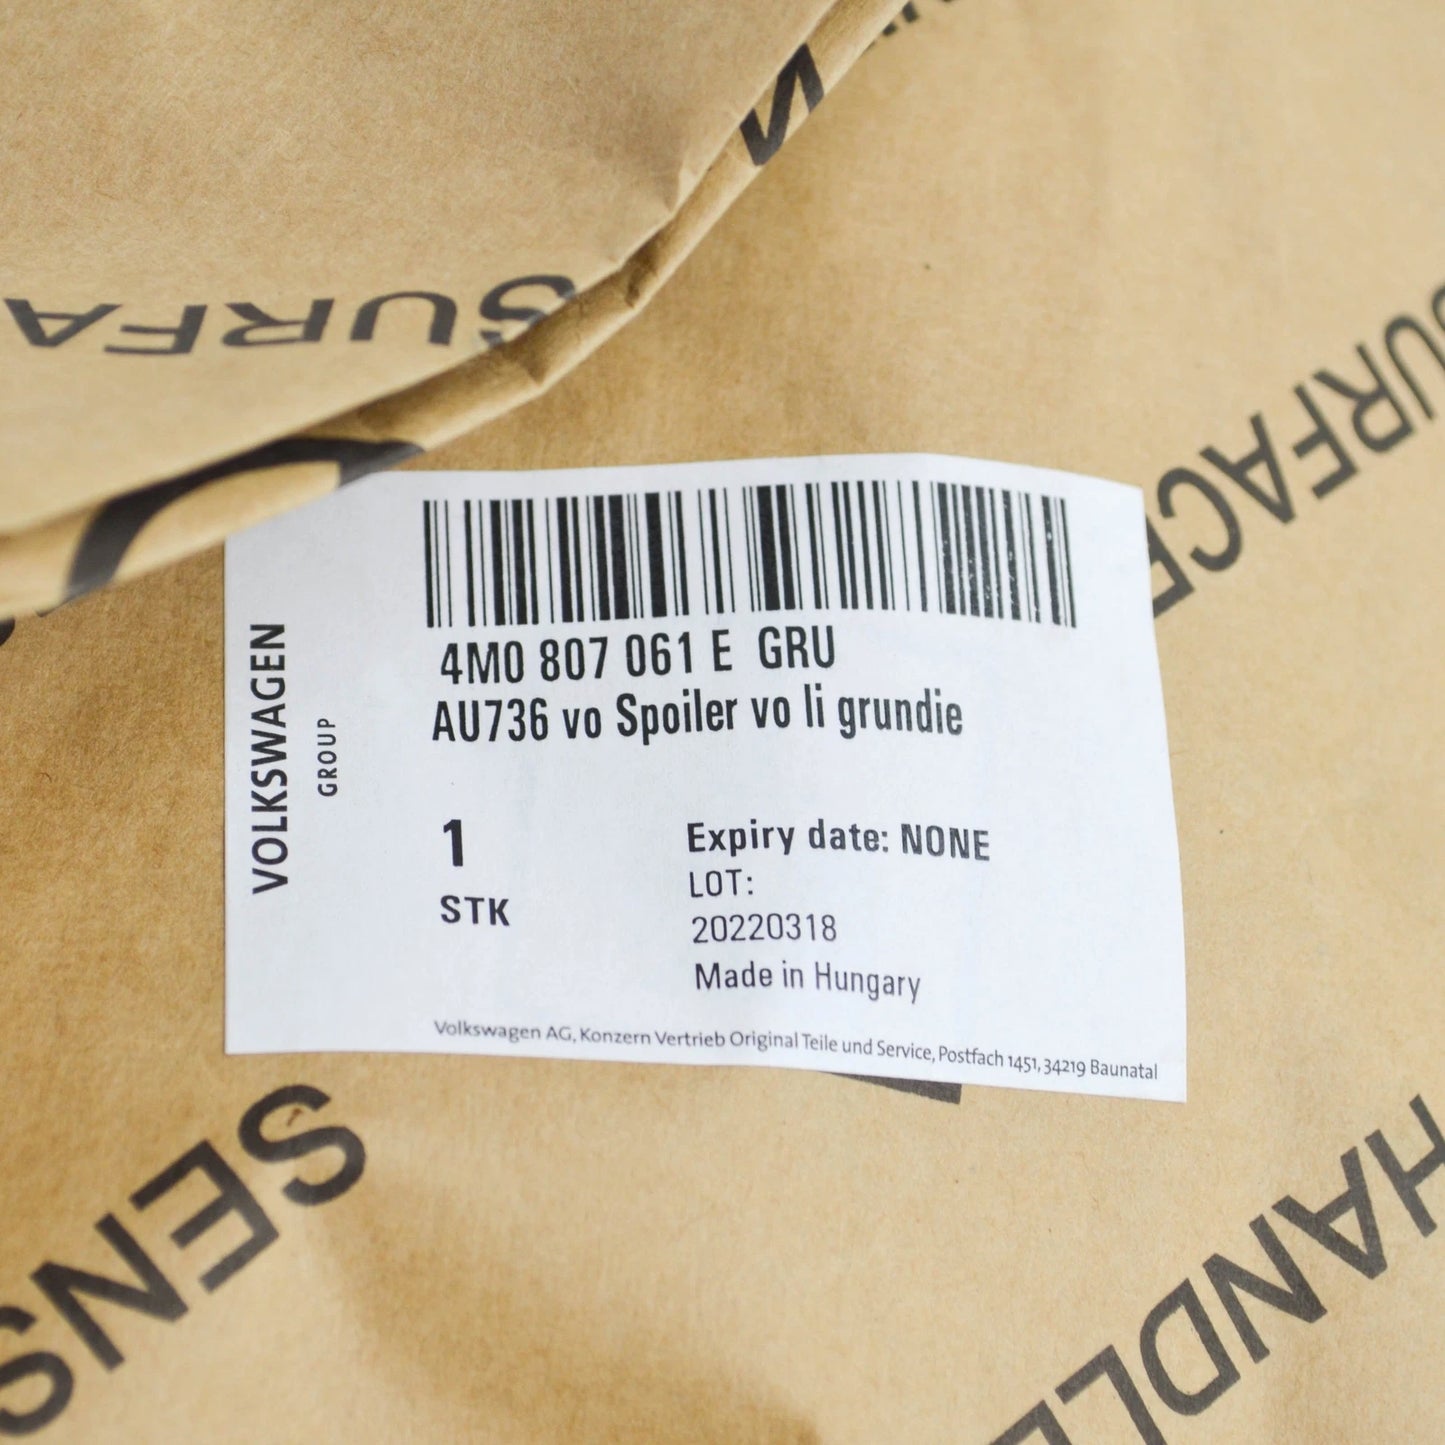 SURFA
SURFACE
VOLKSWAGEN
GROUP
4M0 807 061 E GRU
AU736 vo Spoiler vo li grundie
1
STK
Expiry date: NONE
LOT:
20220318
Made in Hungary
Volkswagen AG, Konzern Vertrieb Original Teile und Service, Postfach 1451, 34219 Baunatal
SENS
HANDLE